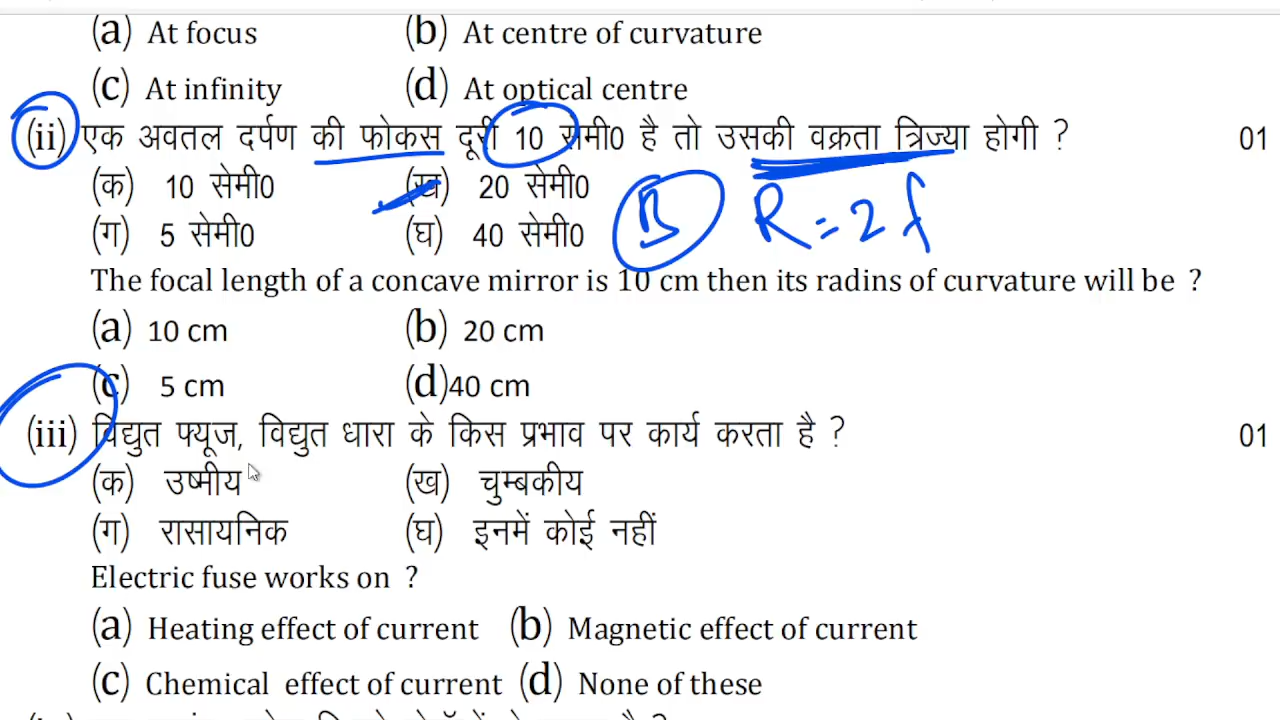 (a) At focus (b) At centre of curvature
(c) At infinity (d) At optical centre
(ii) एक अवतल दर्पण की फोकस दूरी 10 सेमी0 है तो उसकी वक्रता त्रिज्या होगी ? 01
(क) 10 सेमी0 (ख) 20 सेमी0
(ग) 5 सेमी0 (घ) 40 सेमी0
B R = 2 f
The focal length of a concave mirror is 10 cm then its radins of curvature will be ?
(a) 10 cm (b) 20 cm
(c) 5 cm (d)40 cm
(iii) विद्युत फ्यूज, विद्युत धारा के किस प्रभाव पर कार्य करता है ? 01
(क) उष्मीय (ख) चुम्बकीय
(ग) रासायनिक (घ) इनमें कोई नहीं
Electric fuse works on ?
(a) Heating effect of current (b) Magnetic effect of current
(c) Chemical effect of current (d) None of these